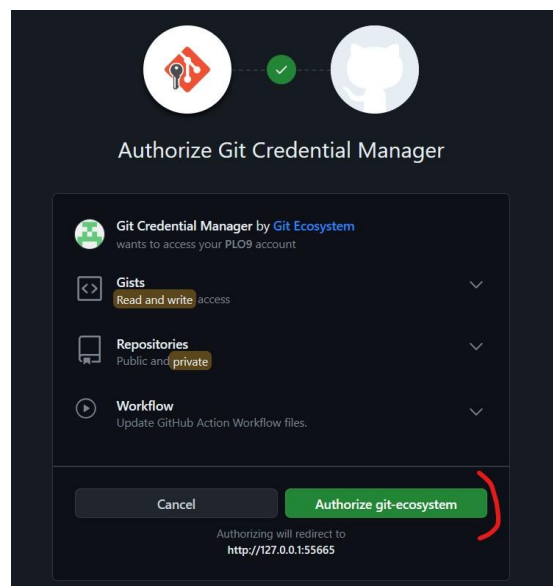 Authorize Git Credential Manager
Git Credential Manager by Git Ecosystem
wants to access your PLO9 account
Gists
Read and write access
Repositories
Public and private
Workflow
Update GitHub Action Workflow files.
Cancel
Authorize git-ecosystem
Authorizing will redirect to
http://127.0.0.1:55665